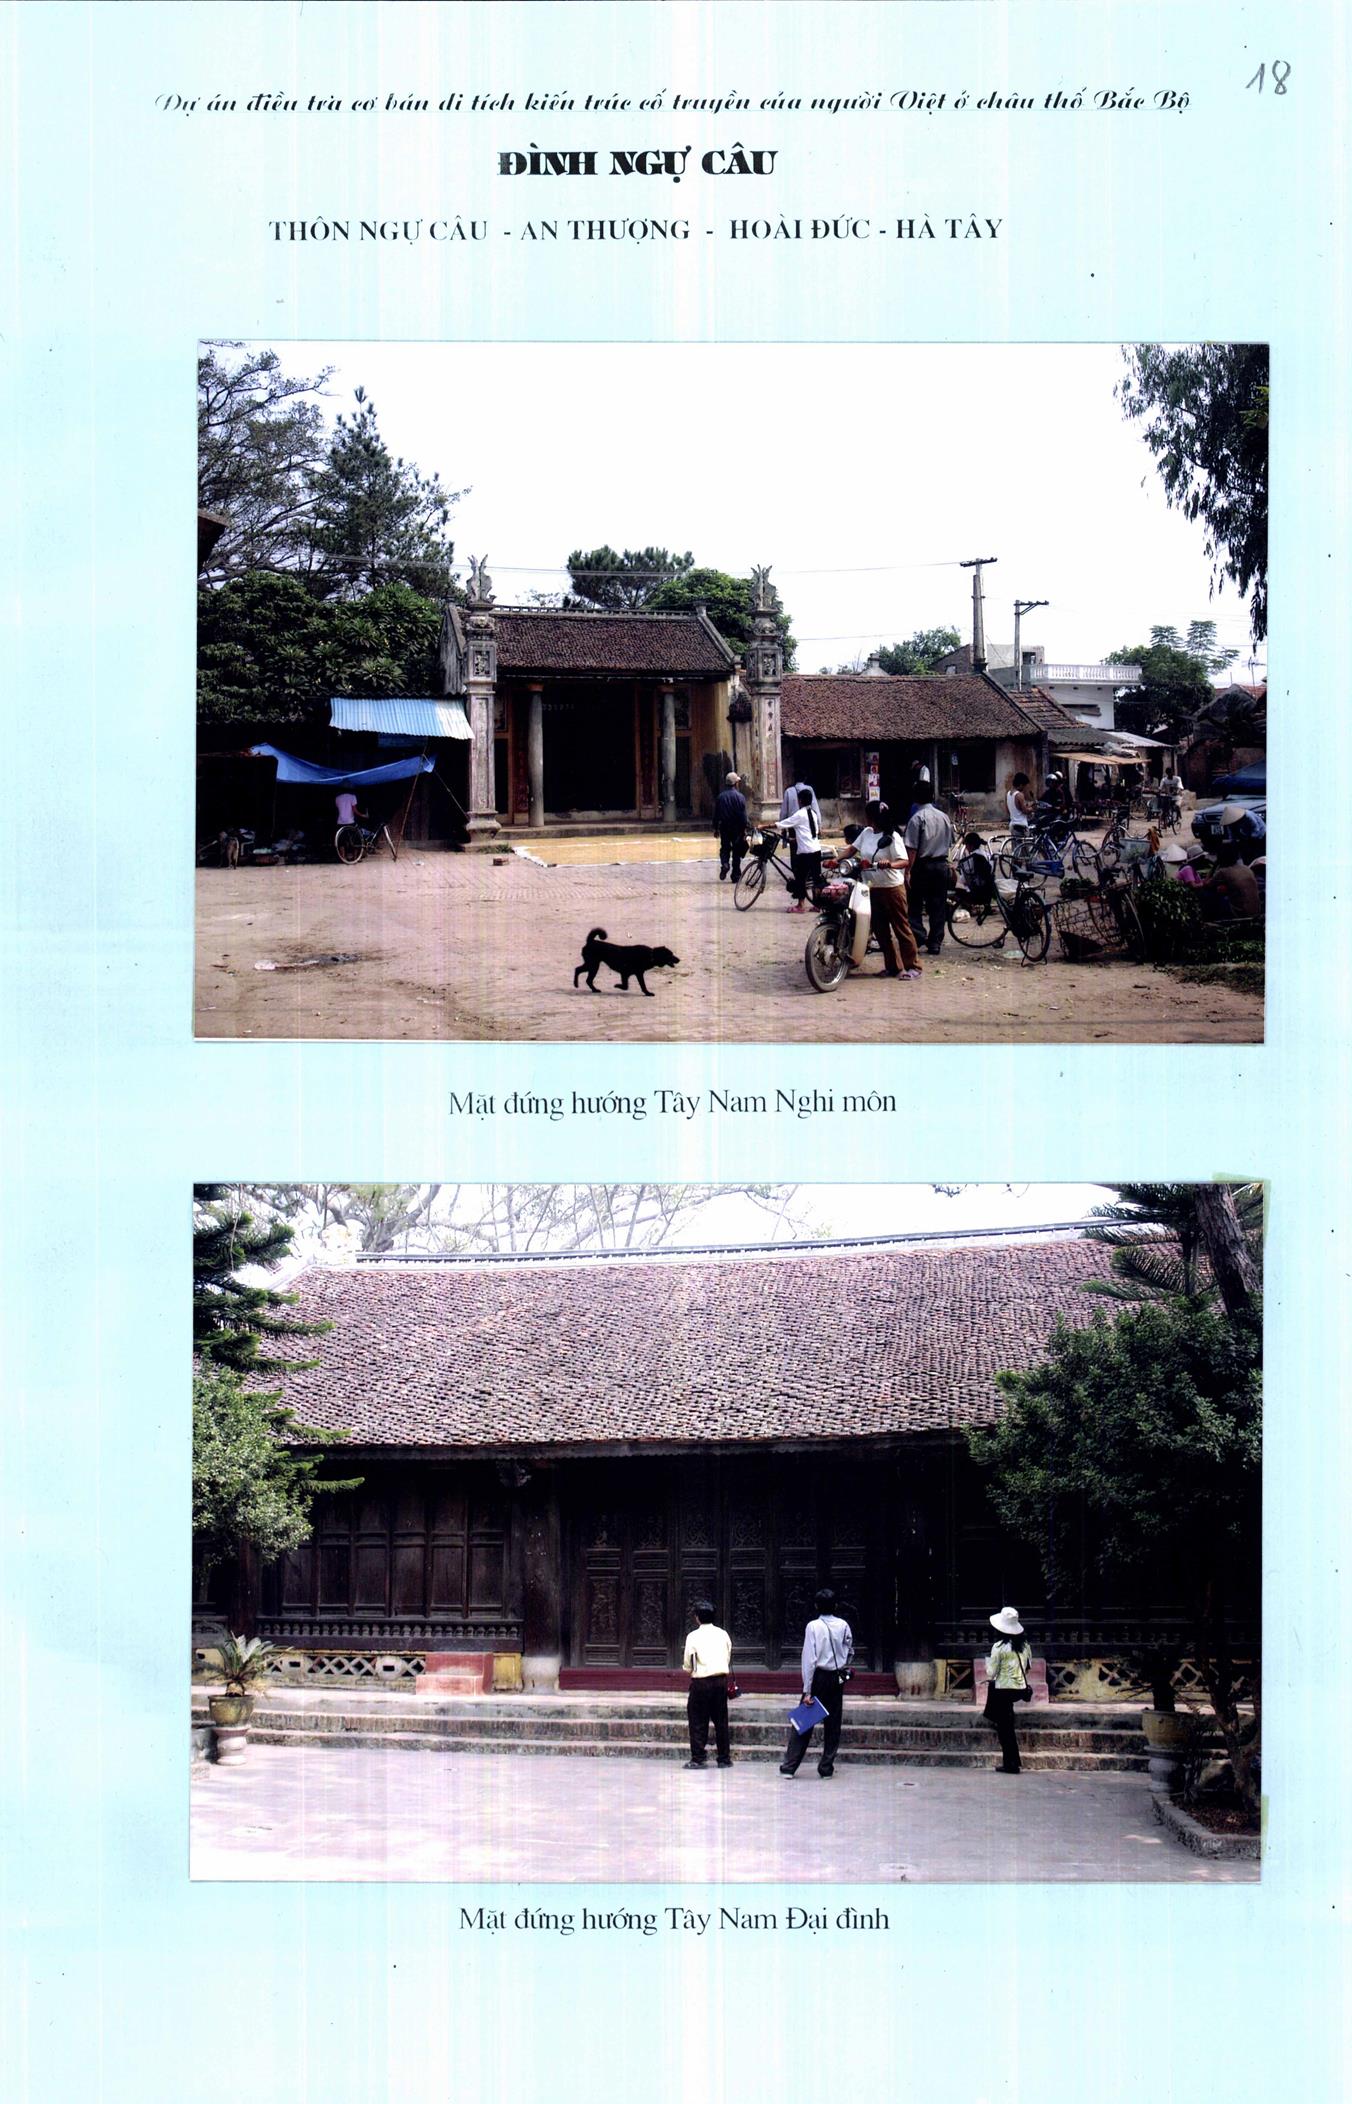 18
Dự án điều tra cơ bản di tích kiến trúc cổ truyền của người Việt ở châu thổ Bắc Bộ
ĐÌNH NGỰ CÂU
THÔN NGỰ CÂU - AN THƯỢNG - HOÀI ĐỨC - HÀ TÂY
Mặt đứng hướng Tây Nam Nghi môn
Mặt đứng hướng Tây Nam Đại đình